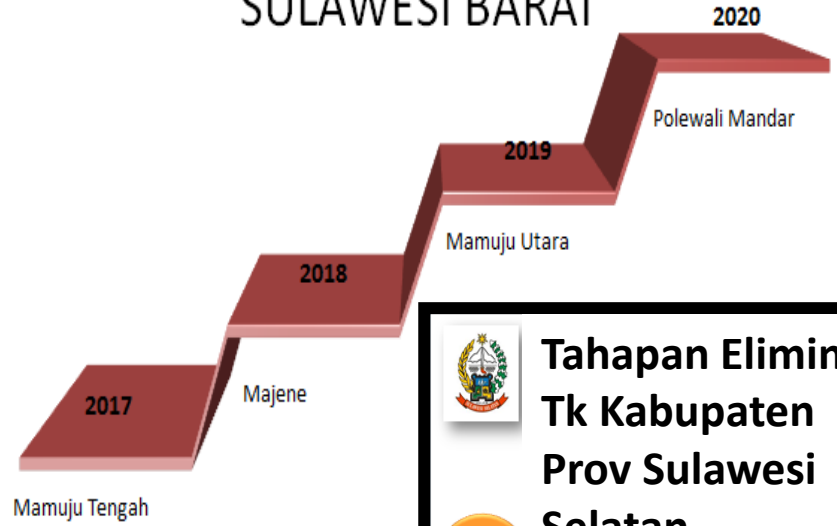 SULAWESI BARAT
2020
Polewali Mandar
2019
Mamuju Utara
2018
Majene
2017
Mamuju Tengah
Tahapan Elimin
Tk Kabupaten
Prov Sulawesi
Selatan